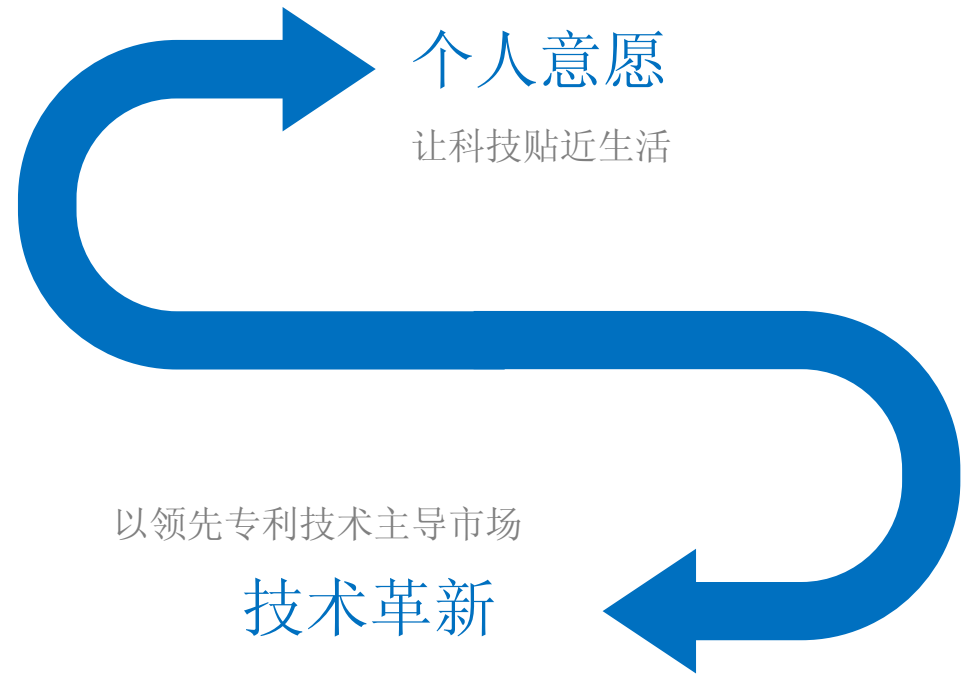 个人意愿
让科技贴近生活
以领先专利技术主导市场
技术革新